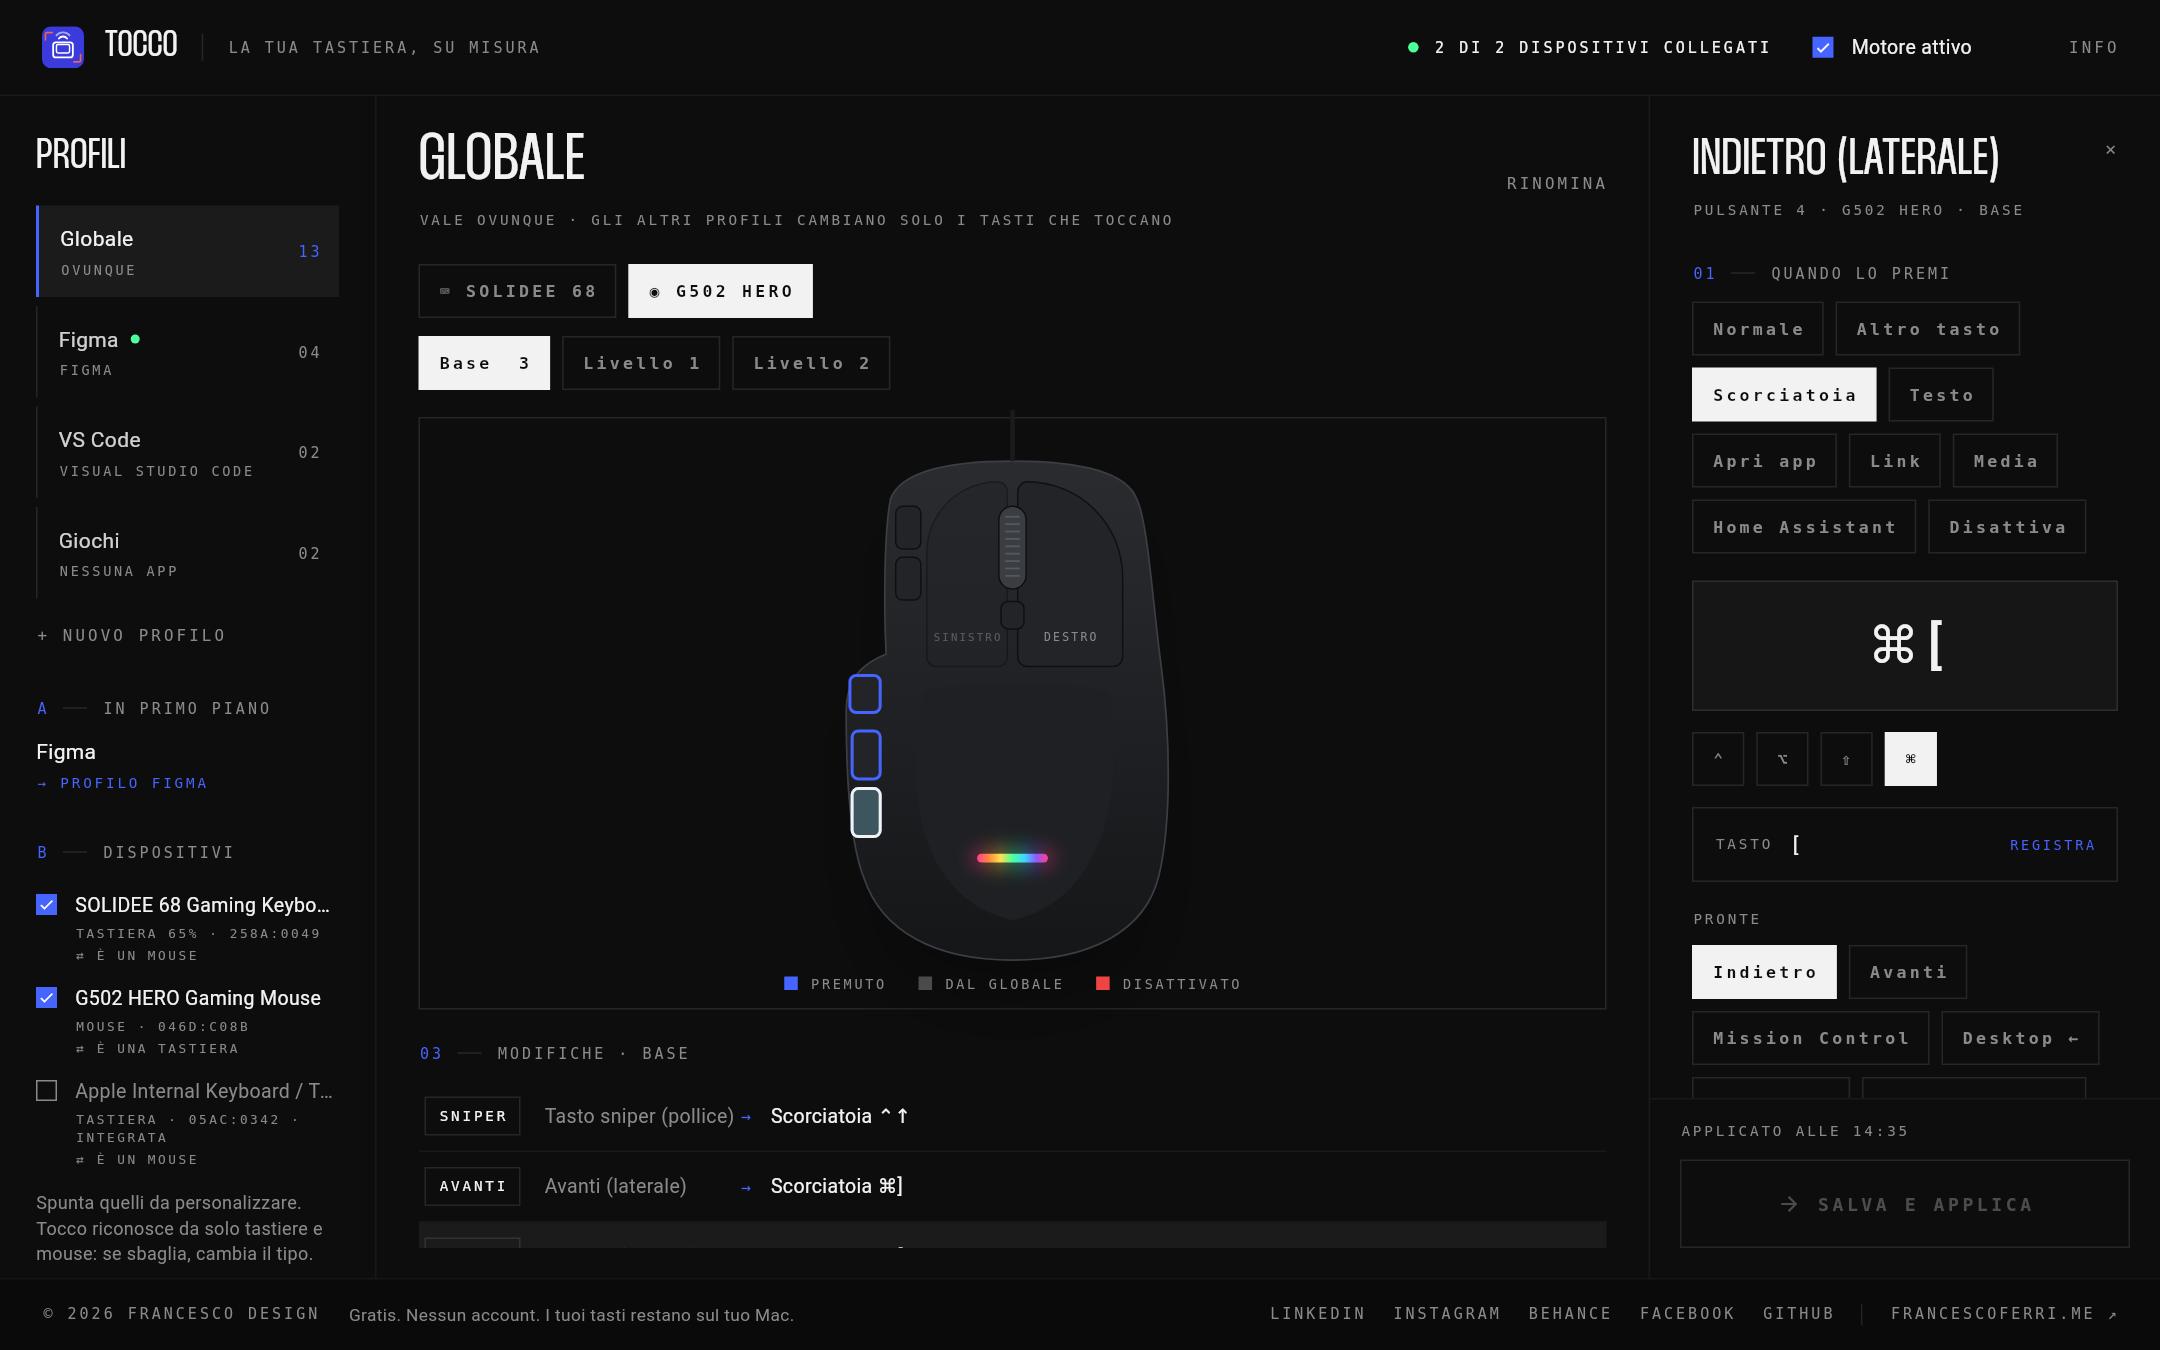 TOCCO
LA TUA TASTIERA, SU MISURA
2 DI 2 DISPOSITIVI COLLEGATI
Motore attivo
INFO
PROFILI
Globale
OVUNQUE
13
Figma
FIGMA
04
VS Code
VISUAL STUDIO CODE
02
Giochi
NESSUNA APP
02
+ NUOVO PROFILO
A — IN PRIMO PIANO
Figma
→ PROFILO FIGMA
B — DISPOSITIVI
SOLIDEE 68 Gaming Keybo…
TASTIERA 65% · 258A:0049
⇄ È UN MOUSE
G502 HERO Gaming Mouse
MOUSE · 046D:C08B
⇄ È UNA TASTIERA
Apple Internal Keyboard / T…
TASTIERA · 05AC:0342 ·
INTEGRATA
⇄ È UN MOUSE
Spunta quelli da personalizzare.
Tocco riconosce da solo tastiere e
mouse: se sbaglia, cambia il tipo.
GLOBALE
RINOMINA
VALE OVUNQUE · GLI ALTRI PROFILI CAMBIANO SOLO I TASTI CHE TOCCANO
⌨ SOLIDEE 68
◉ G502 HERO
Base 3
Livello 1
Livello 2
SINISTRO
DESTRO
PREMUTO
DAL GLOBALE
DISATTIVATO
03 — MODIFICHE · BASE
SNIPER Tasto sniper (pollice) → Scorciatoia ⌃↑
AVANTI Avanti (laterale) → Scorciatoia ⌘]
INDIETRO (LATERALE)
×
PULSANTE 4 · G502 HERO · BASE
01 — QUANDO LO PREMI
Normale
Altro tasto
Scorciatoia
Testo
Apri app
Link
Media
Home Assistant
Disattiva
⌘[
⌃
⌥
⇧
⌘
TASTO [
REGISTRA
PRONTE
Indietro
Avanti
Mission Control
Desktop ←
APPLICATO ALLE 14:35
→ SALVA E APPLICA
© 2026 FRANCESCO DESIGN
Gratis. Nessun account. I tuoi tasti restano sul tuo Mac.
LINKEDIN
INSTAGRAM
BEHANCE
FACEBOOK
GITHUB
FRANCESCOFERRI.ME ↗